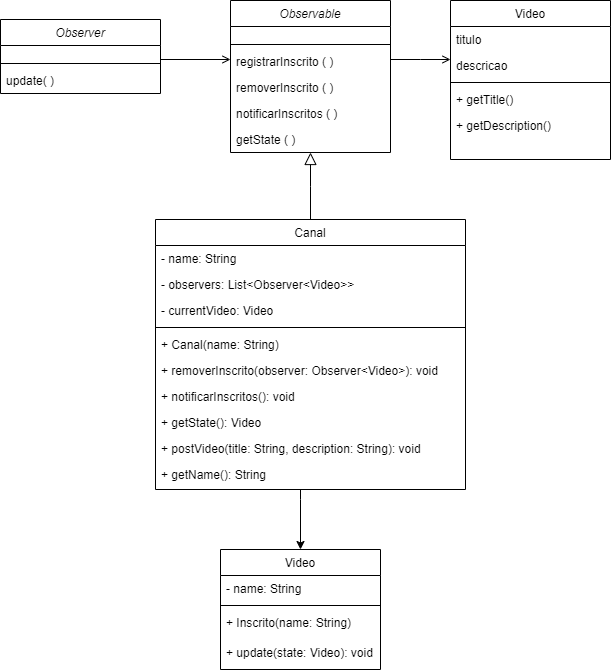 Observer
update( )
Observable
registrarInscrito ( )
removerInscrito ( )
notificarInscritos ( )
getState ( )
Video
titulo
descricao
+ getTitle()
+ getDescription()
Canal
- name: String
- observers: List<Observer<Video>>
- currentVideo: Video
+ Canal(name: String)
+ removerInscrito(observer: Observer<Video>): void
+ notificarInscritos(): void
+ getState(): Video
+ postVideo(title: String, description: String): void
+ getName(): String
Video
- name: String
+ Inscrito(name: String)
+ update(state: Video): void